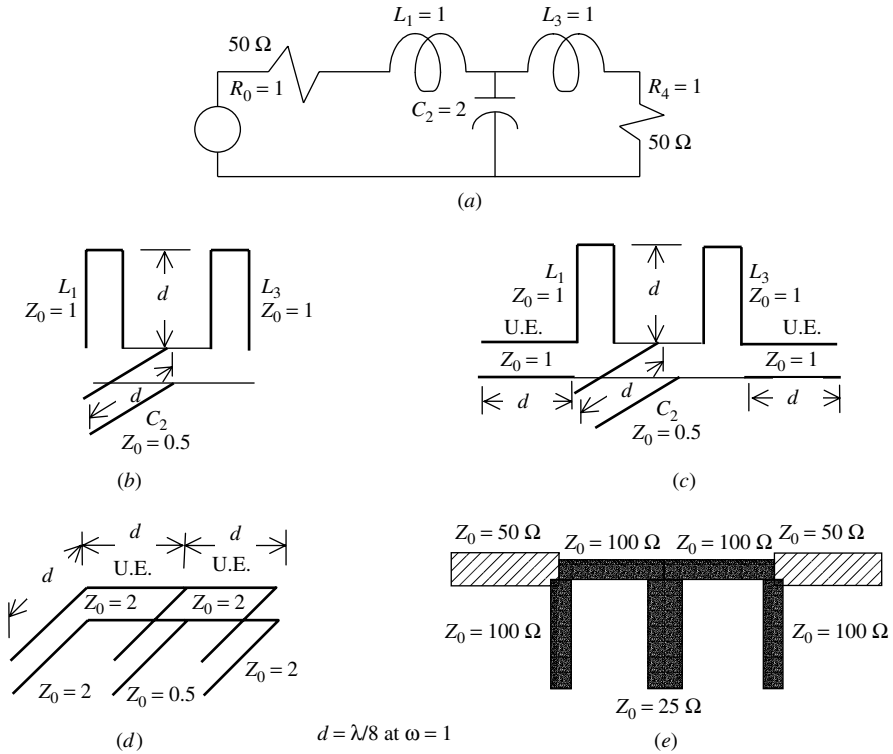 L₁ = 1
L₃ = 1
50 Ω
R₀ = 1
C₂ = 2
R₄ = 1
50 Ω
(a)
L₁
Z₀ = 1
d
L₃
Z₀ = 1
d
C₂
Z₀ = 0.5
(b)
L₁
Z₀ = 1
d
L₃
Z₀ = 1
U.E.
U.E.
Z₀ = 1
Z₀ = 1
d
d
d
C₂
Z₀ = 0.5
(c)
d
d
d
U.E.
U.E.
Z₀ = 2
Z₀ = 2
Z₀ = 2
Z₀ = 0.5
Z₀ = 2
(d)
d = λ/8 at ω = 1
Z₀ = 50 Ω
Z₀ = 100 Ω
Z₀ = 100 Ω
Z₀ = 50 Ω
Z₀ = 100 Ω
Z₀ = 100 Ω
Z₀ = 25 Ω
(e)